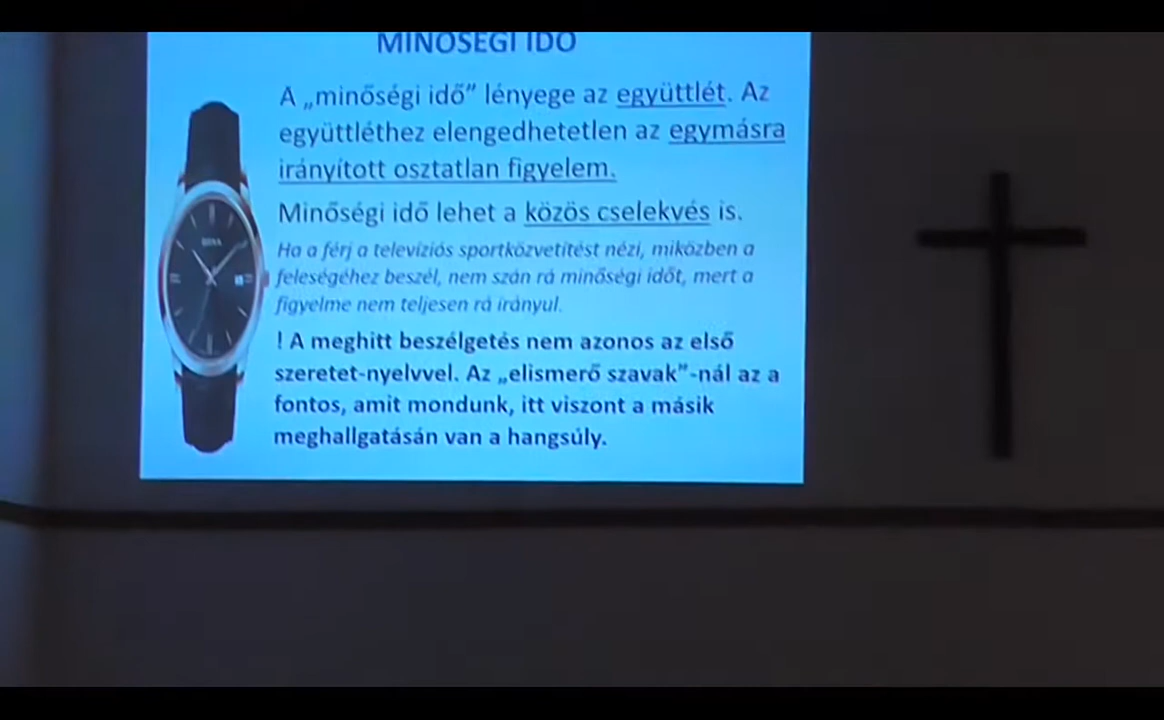 MINŐSÉGI IDŐ
A „minőségi idő” lényege az együttlét. Az
együttléthez elengedhetetlen az egymásra
irányított osztatlan figyelem.
Minőségi idő lehet a közös cselekvés is.
Ha a férj a televíziós sportközvetítést nézi, miközben a
feleségéhez beszél, nem szán rá minőségi időt, mert a
figyelme nem teljesen rá irányul.
! A meghitt beszélgetés nem azonos az első
szeretet-nyelvvel. Az „elismerő szavak”-nál az a
fontos, amit mondunk, itt viszont a másik
meghallgatásán van a hangsúly.